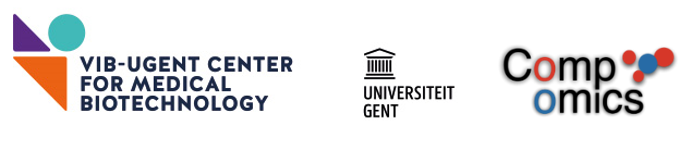 VIB-UGENT CENTER
FOR MEDICAL
BIOTECHNOLOGY
UNIVERSITEIT
GENT
Comp
omics